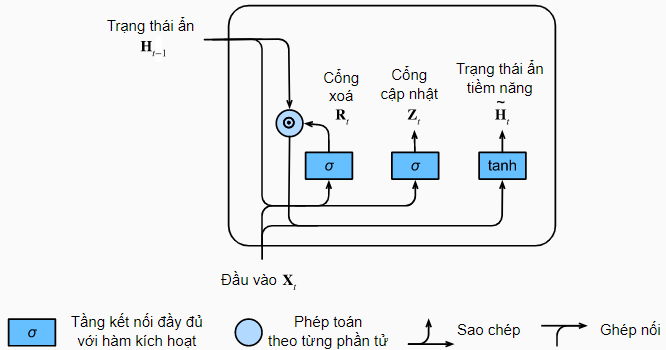 Trạng thái ẩn
H_{t−1}
Cổng
xoá
R_t
Cổng
cập nhật
Z_t
Trạng thái ẩn
tiềm năng
H̃_t
σ
σ
tanh
Đầu vào X_t
σ
Tầng kết nối đầy đủ
với hàm kích hoạt
Phép toán
theo từng phần tử
Sao chép
Ghép nối